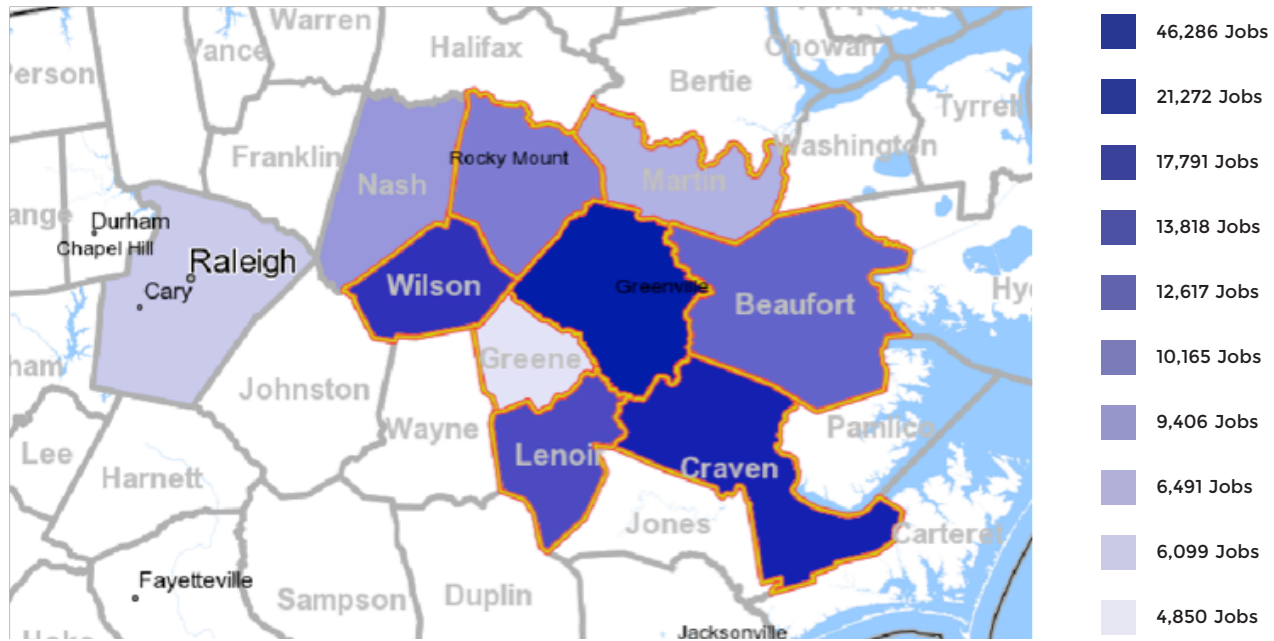 Warren
Halifax
Vance
Chowan
Bertie
Person
Tyrrell
Washington
Franklin
Rocky Mount
Nash
Martin
Durham
Chapel Hill
Raleigh
Cary
Wilson
Greenville
Beaufort
Greene
Johnston
Wayne
Pamlico
Lee
Harnett
Lenoir
Craven
Jones
Carteret
Fayetteville
Sampson
Duplin
Jacksonville
46,286 Jobs
21,272 Jobs
17,791 Jobs
13,818 Jobs
12,617 Jobs
10,165 Jobs
9,406 Jobs
6,491 Jobs
6,099 Jobs
4,850 Jobs